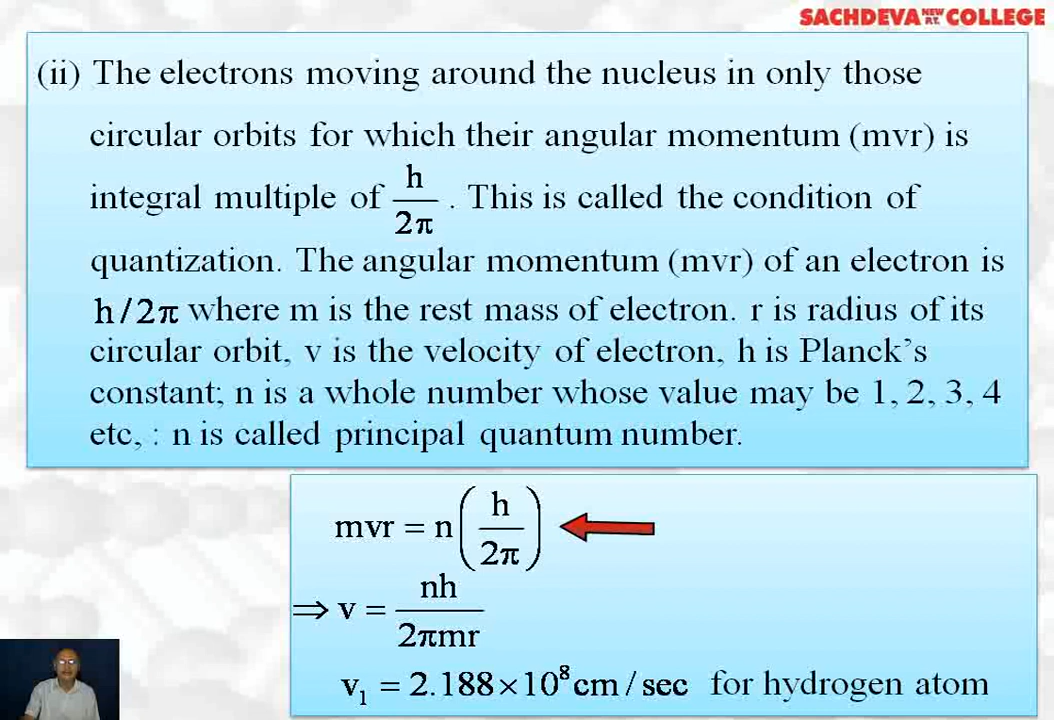 SACHDEVA NEW P.T. COLLEGE
(ii) The electrons moving around the nucleus in only those
circular orbits for which their angular momentum (mvr) is
integral multiple of h/2π . This is called the condition of
quantization. The angular momentum (mvr) of an electron is
h/2π where m is the rest mass of electron. r is radius of its
circular orbit, v is the velocity of electron, h is Planck's
constant; n is a whole number whose value may be 1, 2, 3, 4
etc, : n is called principal quantum number.
mvr = n(h/2π)
⇒ v = nh/2πmr
v₁ = 2.188×10⁸cm/sec for hydrogen atom